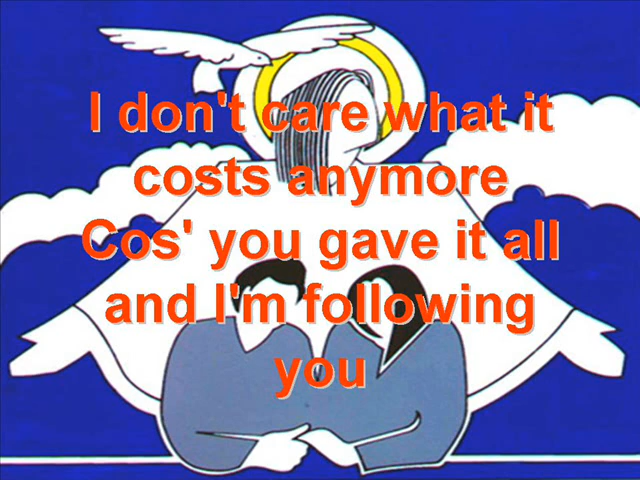 I don't care what it
costs anymore
Cos' you gave it all
and I'm following
you